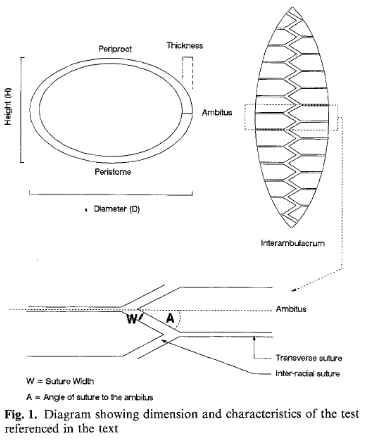 Periproct
Thickness
Height (H)
Ambitus
Peristome
Diameter (D)
Interambulacrum
W
A
Ambitus
Transverse suture
Inter-radial suture
W = Suture Width
A = Angle of suture to the ambitus
Fig. 1. Diagram showing dimension and characteristics of the test
referenced in the text